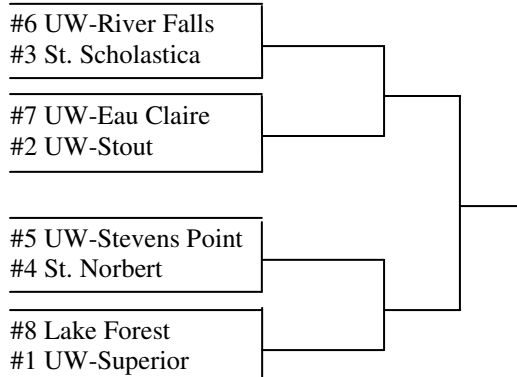 #6 UW-River Falls
#3 St. Scholastica
#7 UW-Eau Claire
#2 UW-Stout
#5 UW-Stevens Point
#4 St. Norbert
#8 Lake Forest
#1 UW-Superior